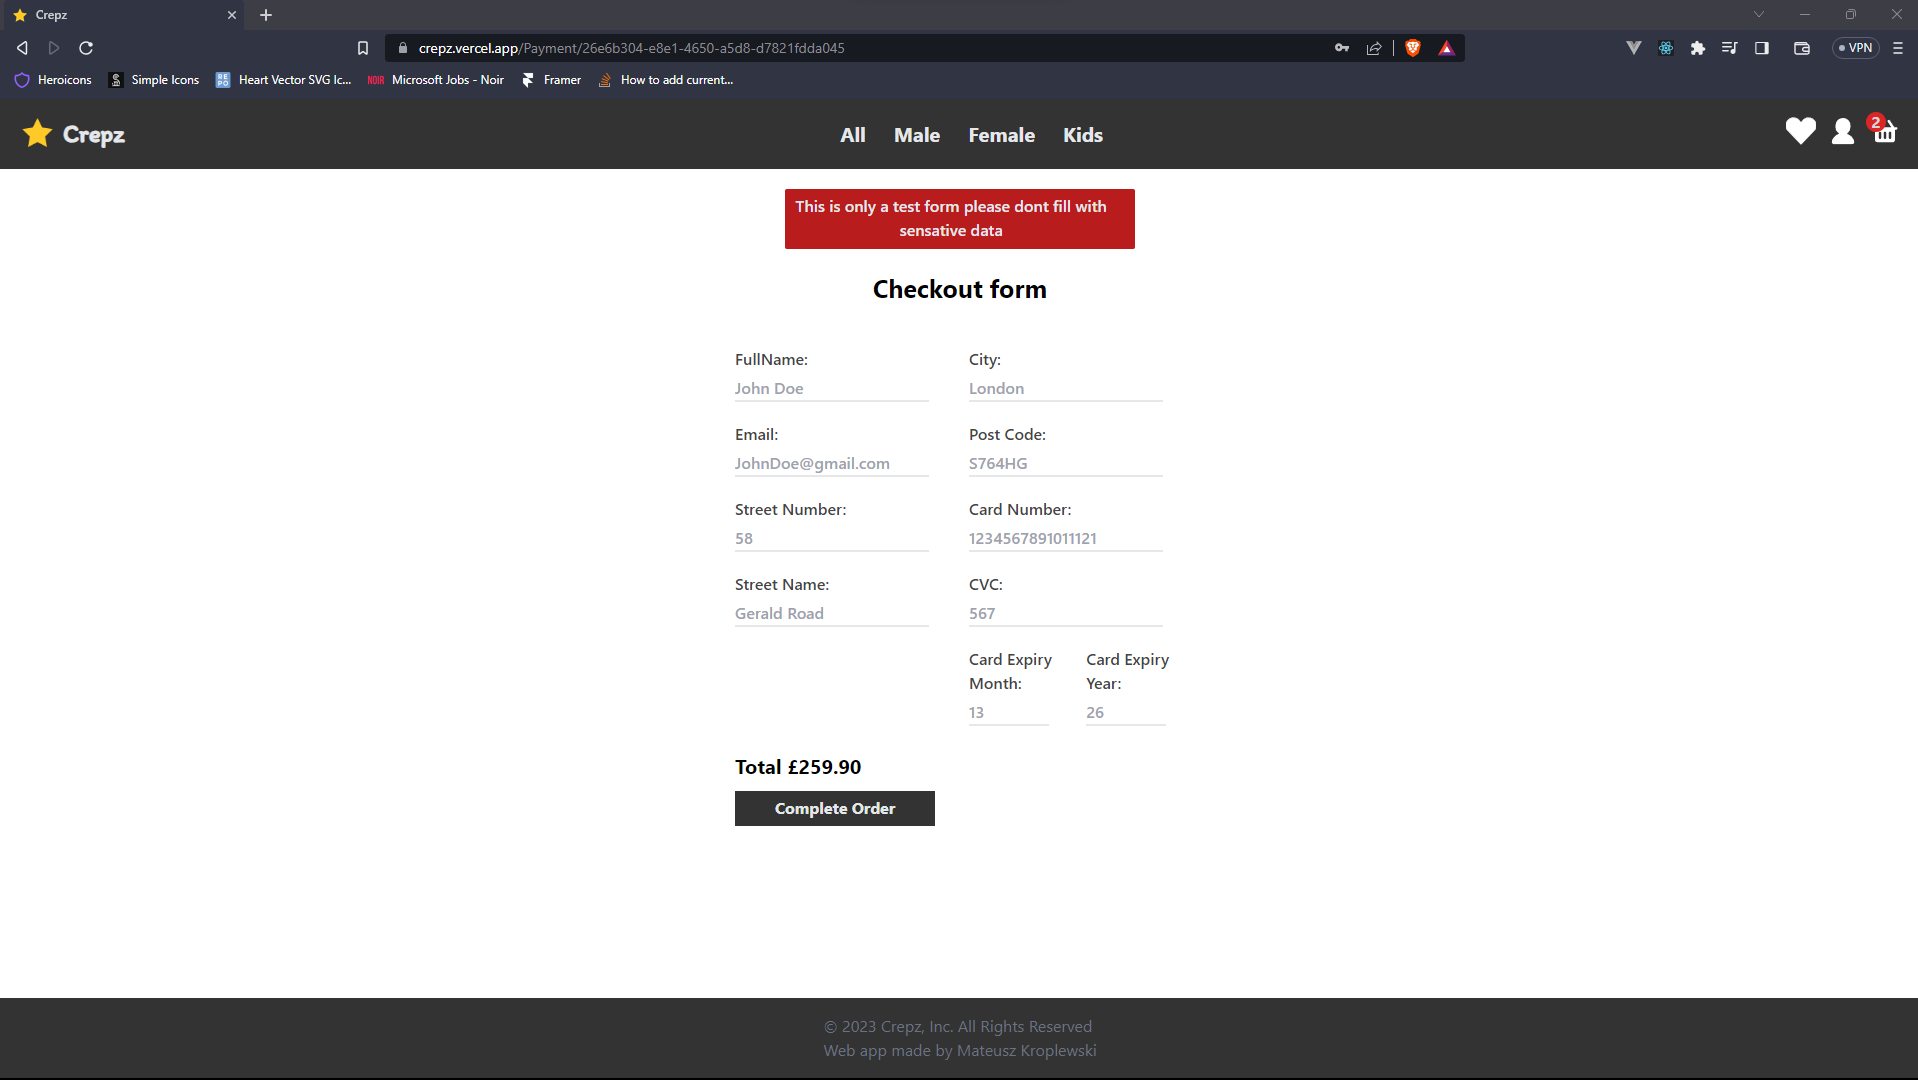 Crepz
crepz.vercel.app/Payment/26e6b304-e8e1-4650-a5d8-d7821fdda045
VPN
Heroicons
Simple Icons
REPO
Heart Vector SVG Ic...
NOIR
Microsoft Jobs - Noir
Framer
How to add current...
Crepz
All
Male
Female
Kids
2
This is only a test form please dont fill with
sensative data
Checkout form
FullName:
John Doe
City:
London
Email:
JohnDoe@gmail.com
Post Code:
S764HG
Street Number:
58
Card Number:
1234567891011121
Street Name:
Gerald Road
CVC:
567
Card Expiry
Month:
13
Card Expiry
Year:
26
Total £259.90
Complete Order
© 2023 Crepz, Inc. All Rights Reserved
Web app made by Mateusz Kroplewski